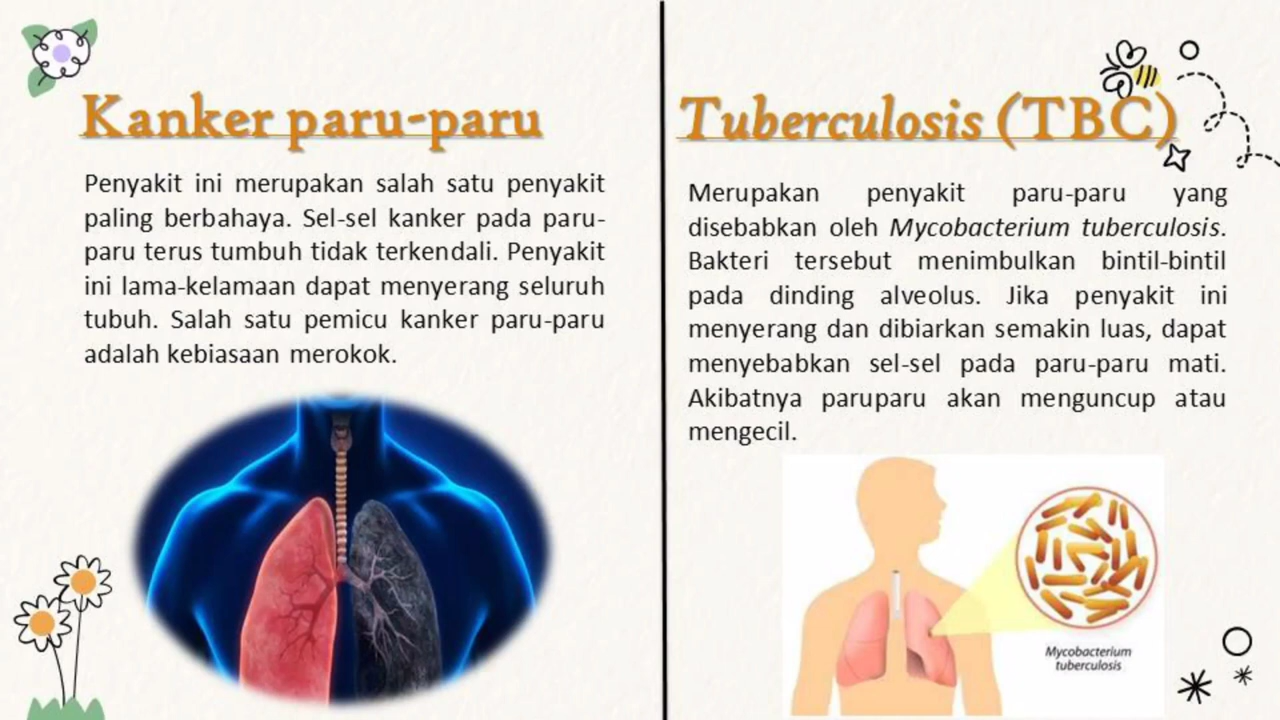 Kanker paru-paru
Penyakit ini merupakan salah satu penyakit
paling berbahaya. Sel-sel kanker pada paru-
paru terus tumbuh tidak terkendali. Penyakit
ini lama-kelamaan dapat menyerang seluruh
tubuh. Salah satu pemicu kanker paru-paru
adalah kebiasaan merokok.
Tuberculosis (TBC)
Merupakan penyakit paru-paru yang
disebabkan oleh Mycobacterium tuberculosis.
Bakteri tersebut menimbulkan bintil-bintil
pada dinding alveolus. Jika penyakit ini
menyerang dan dibiarkan semakin luas, dapat
menyebabkan sel-sel pada paru-paru mati.
Akibatnya paruparu akan menguncup atau
mengecil.
Mycobacterium
tuberculosis